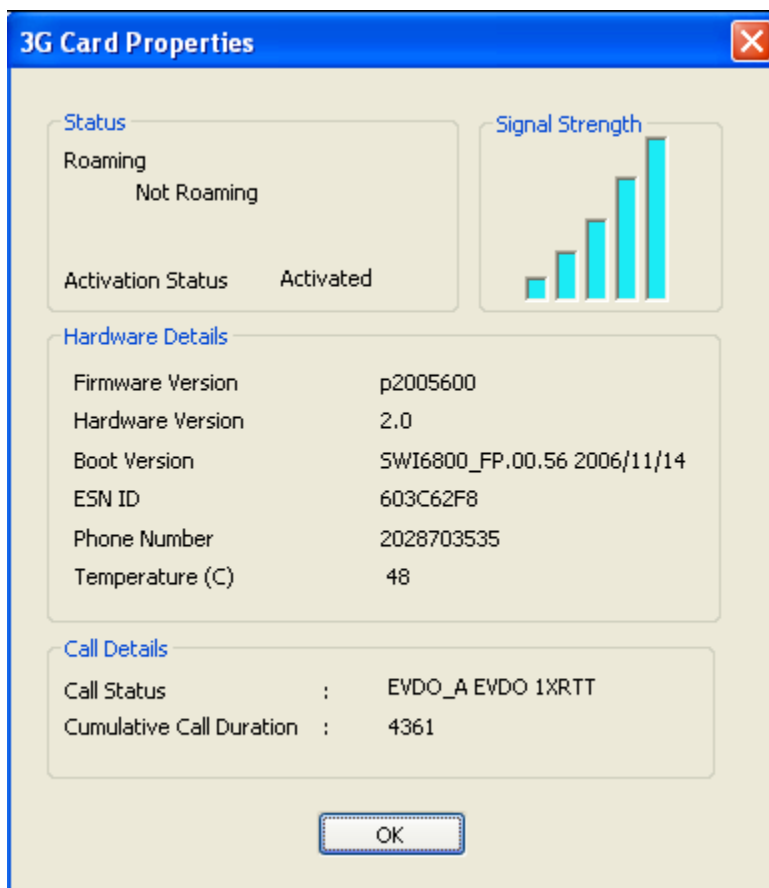 3G Card Properties
Status
Roaming
Not Roaming
Activation Status Activated
Signal Strength
Hardware Details
Firmware Version p2005600
Hardware Version 2.0
Boot Version SWI6800_FP.00.56 2006/11/14
ESN ID 603C62F8
Phone Number 2028703535
Temperature (C) 48
Call Details
Call Status : EVDO_A EVDO 1XRTT
Cumulative Call Duration : 4361
OK